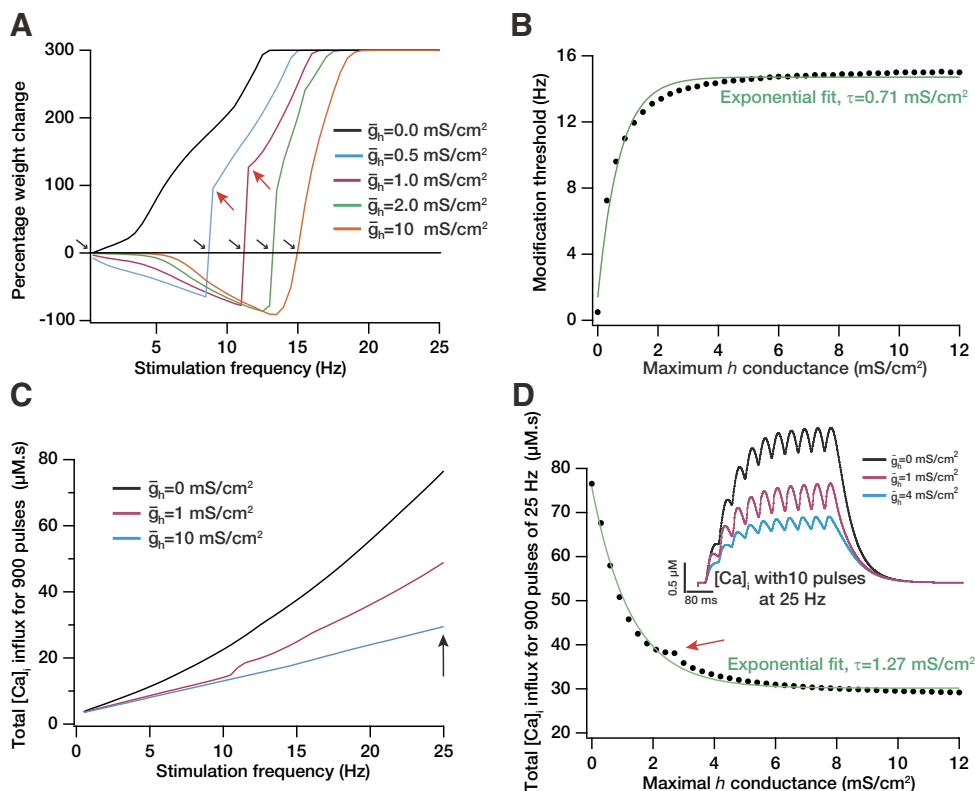 A
Percentage weight change
300
200
100
0
-100
ḡh=0.0 mS/cm²
ḡh=0.5 mS/cm²
ḡh=1.0 mS/cm²
ḡh=2.0 mS/cm²
ḡh=10 mS/cm²
5
10
15
20
25
Stimulation frequency (Hz)
B
Modification threshold (Hz)
16
12
8
4
0
Exponential fit, τ=0.71 mS/cm²
0
2
4
6
8
10
12
Maximum h conductance (mS/cm²)
C
Total [Ca]i influx for 900 pulses (μM.s)
80
60
40
20
0
ḡh=0 mS/cm²
ḡh=1 mS/cm²
ḡh=10 mS/cm²
0
5
10
15
20
25
Stimulation frequency (Hz)
D
Total [Ca]i influx for 900 pulses of 25 Hz (μM.s)
80
70
60
50
40
30
20
ḡh=0 mS/cm²
ḡh=1 mS/cm²
ḡh=4 mS/cm²
0.5 μM
80 ms
[Ca]i with10 pulses
at 25 Hz
Exponential fit, τ=1.27 mS/cm²
0
2
4
6
8
10
12
Maximal h conductance (mS/cm²)